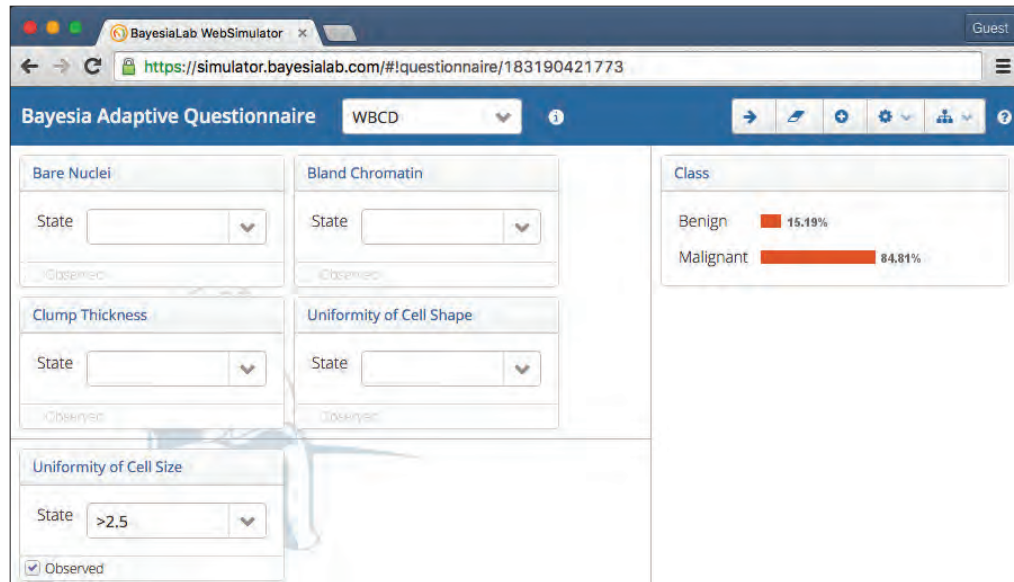 BayesiaLab WebSimulator
Guest
https://simulator.bayesialab.com/#!questionnaire/183190421773
Bayesia Adaptive Questionnaire
WBCD
Bare Nuclei
State
Observed
Bland Chromatin
State
Observed
Clump Thickness
State
Observed
Uniformity of Cell Shape
State
Observed
Uniformity of Cell Size
State
>2.5
Observed
Class
Benign 15.19%
Malignant 84.81%